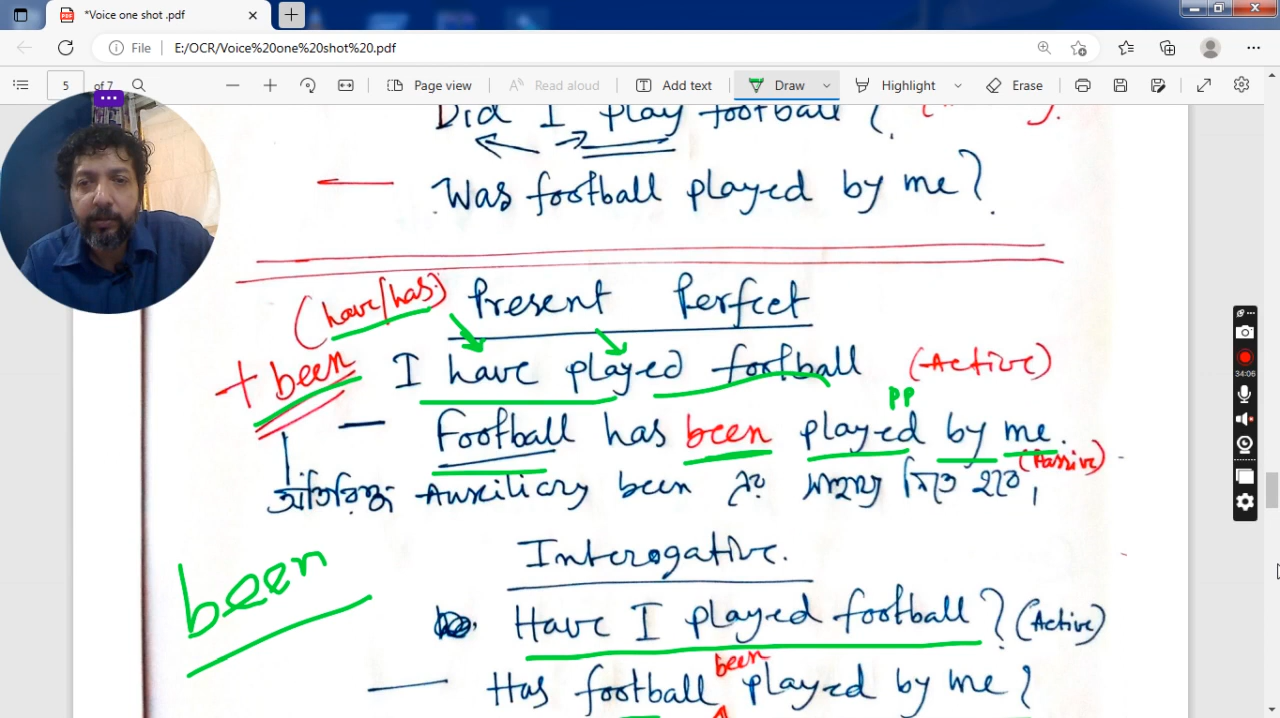 *Voice one shot .pdf
File E:/OCR/Voice%20one%20shot%20.pdf
5 of 7 Page view Read aloud Add text Draw Highlight Erase
Did I play football?
Was football played by me?
(have/has) Present Perfect
+ been I have played football (Active)
PP
Football has been played by me.
(Passive)
অতিরিক্ত Auxiliary been এর সাহায্য নিতে হবে।
Interogative.
been
Have I played football? (Active)
been
Has football played by me?
34:06